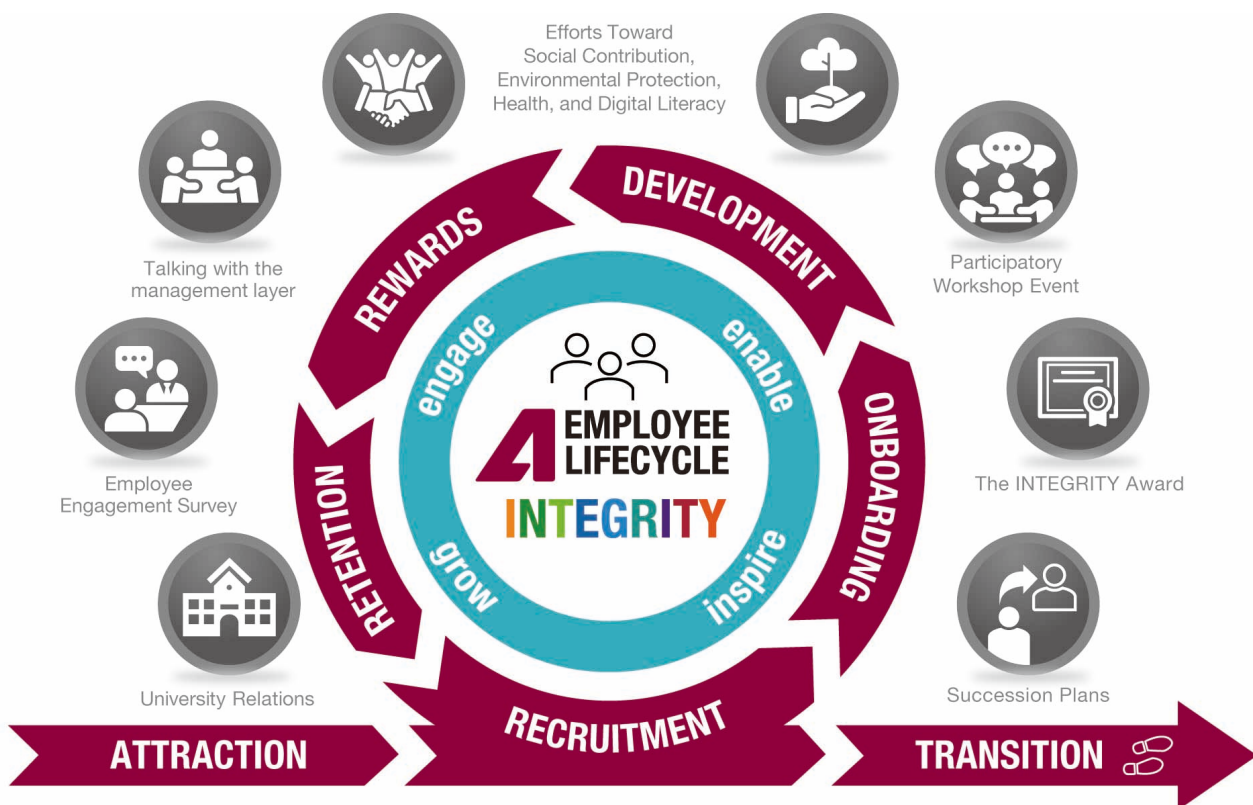 Efforts Toward
Social Contribution,
Environmental Protection,
Health, and Digital Literacy
Talking with the
management layer
Participatory
Workshop Event
Employee
Engagement Survey
The INTEGRITY Award
University Relations
Succession Plans
REWARDS
DEVELOPMENT
ONBOARDING
RETENTION
RECRUITMENT
engage
enable
inspire
grow
EMPLOYEE
LIFECYCLE
INTEGRITY
ATTRACTION
TRANSITION